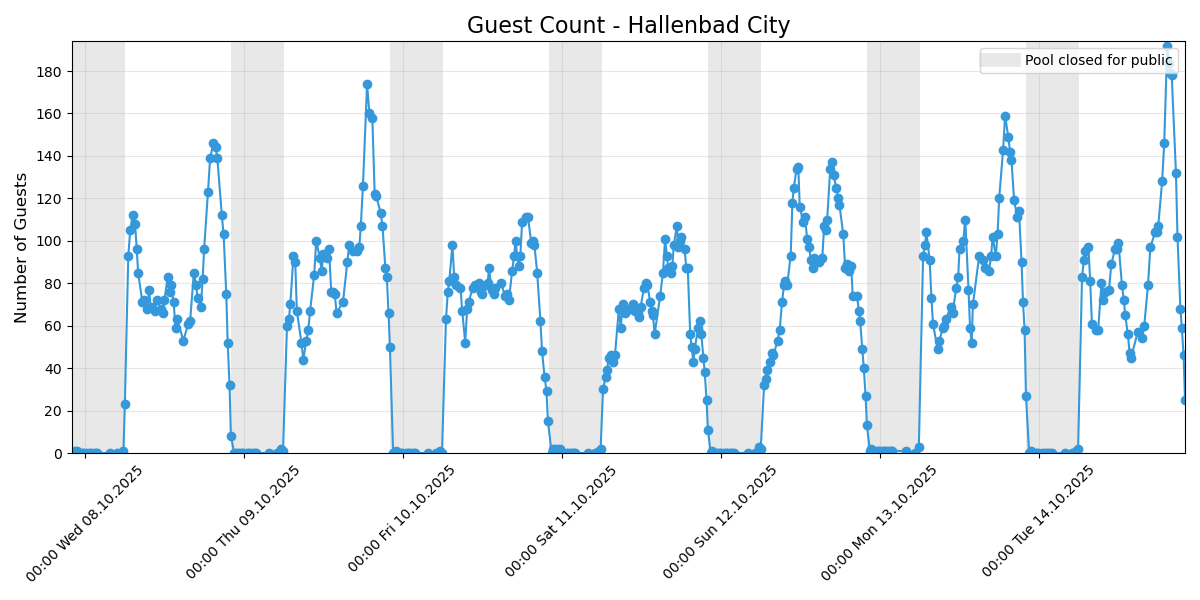 Guest Count - Hallenbad City
Pool closed for public
Number of Guests
180
160
140
120
100
80
60
40
20
0
00:00 Wed 08.10.2025
00:00 Thu 09.10.2025
00:00 Fri 10.10.2025
00:00 Sat 11.10.2025
00:00 Sun 12.10.2025
00:00 Mon 13.10.2025
00:00 Tue 14.10.2025